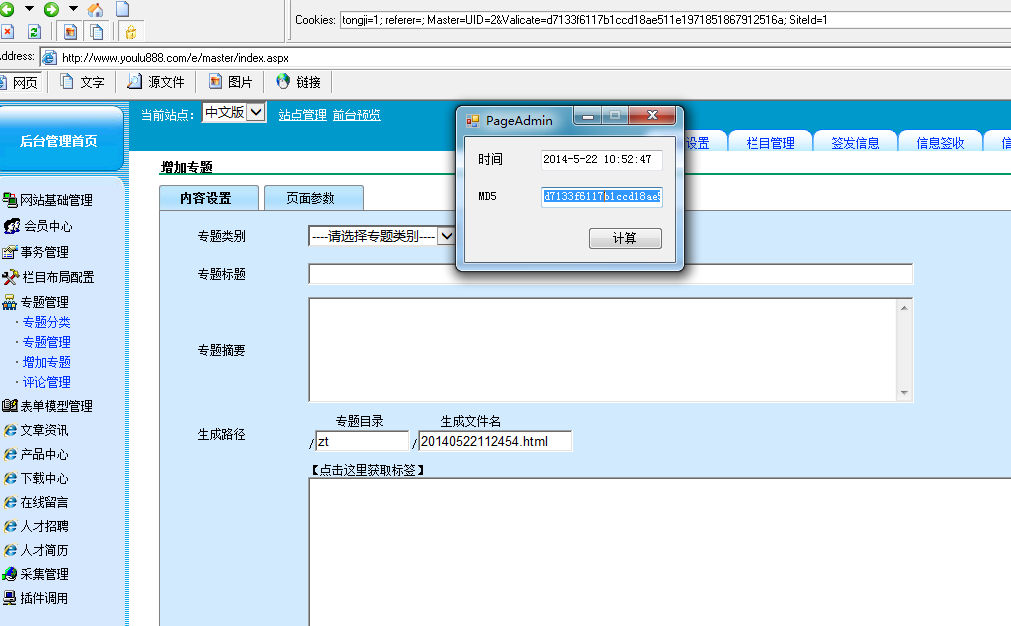 Cookies: tongji=1; referer=; Master=UID=2&Valicate=d7133f6117b1ccd18ae511e1971851867912516a; SiteId=1
ddress: http://www.youlu888.com/e/master/index.aspx
网页 文字 源文件 图片 链接
当前站点: 中文版 站点管理 前台预览
后台管理首页
设置 栏目管理 签发信息 信息签收 信
PageAdmin
时间 2014-5-22 10:52:47
MD5 d7133f6117b1ccd18ae5
计算
增加专题
内容设置 页面参数
网站基础管理
会员中心
事务管理
栏目布局配置
专题管理
·专题分类
·专题管理
·增加专题
·评论管理
表单模型管理
文章资讯
产品中心
下载中心
在线留言
人才招聘
人才简历
采集管理
插件调用
专题类别 ----请选择专题类别----
专题标题
专题摘要
专题目录 生成文件名
生成路径 /zt /20140522112454.html
【点击这里获取标签】